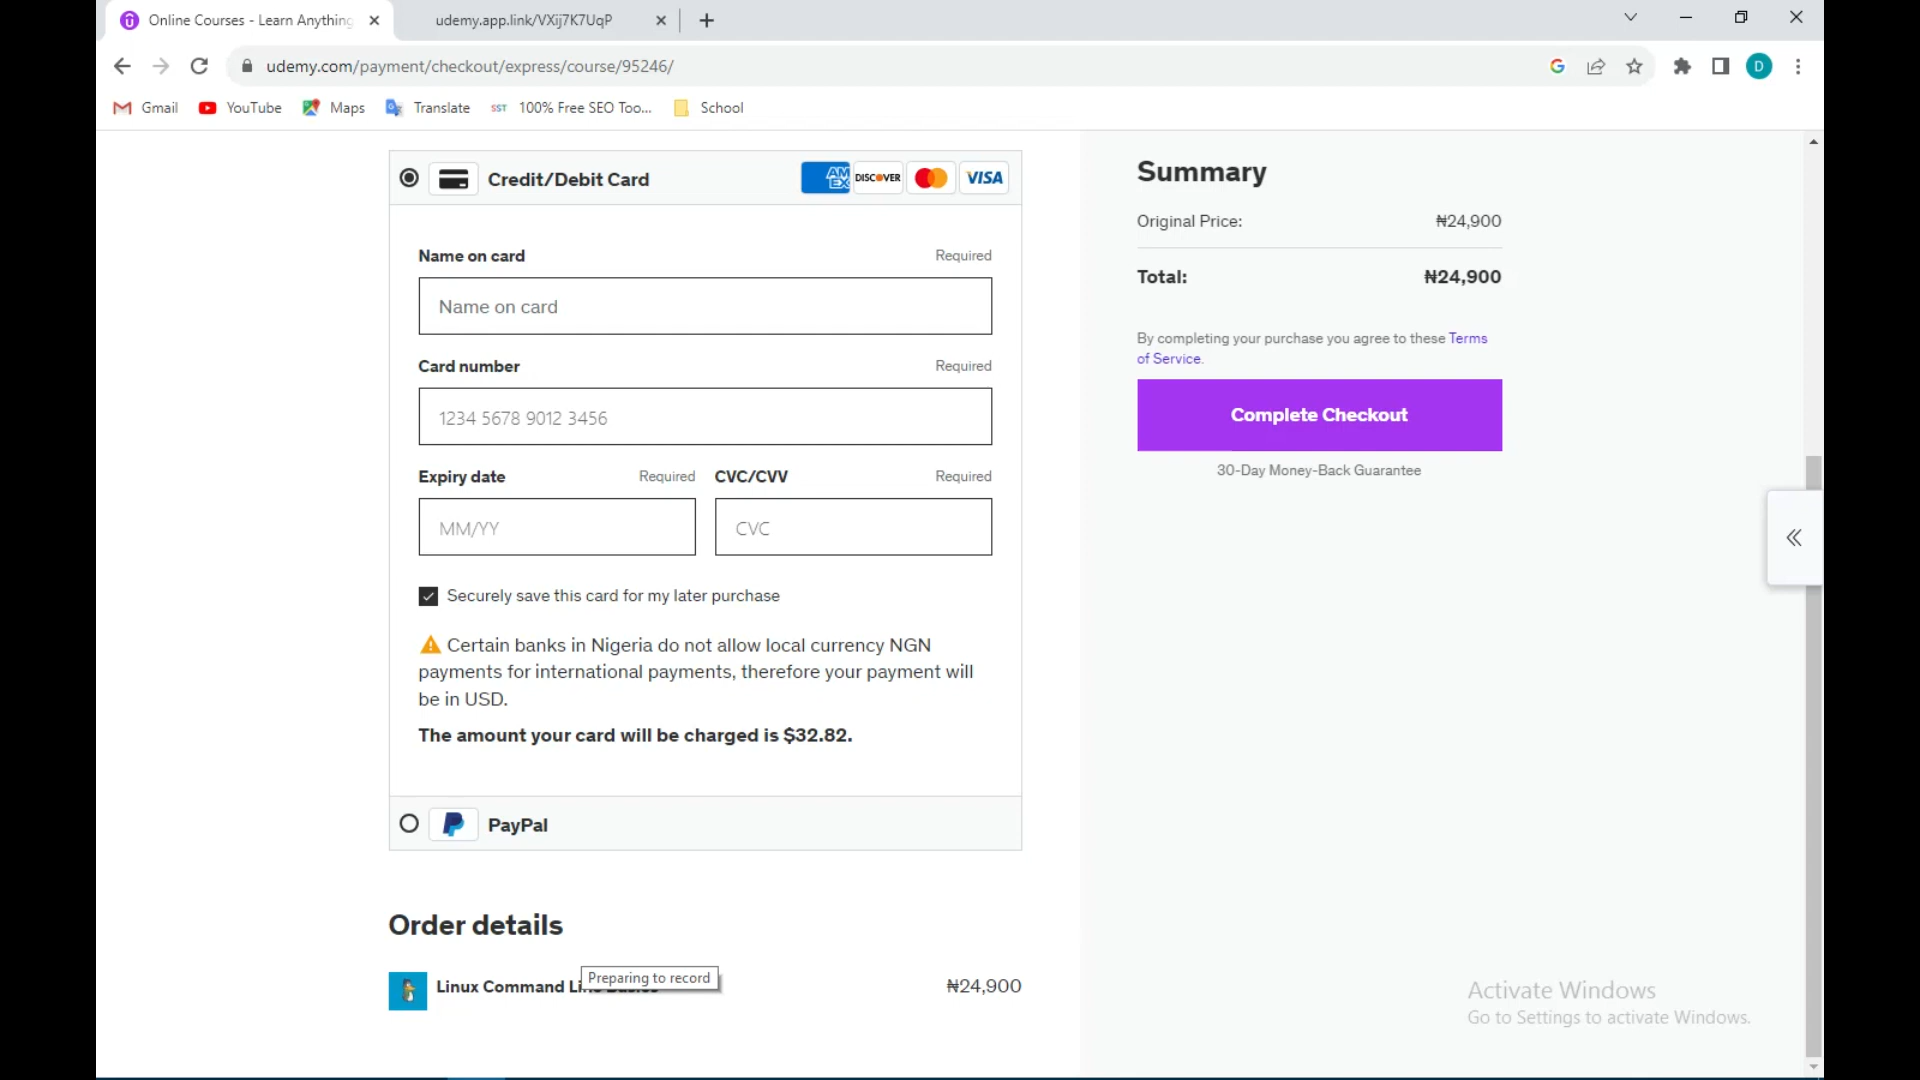 Online Courses - Learn Anything
udemy.app.link/VXij7K7UqP
udemy.com/payment/checkout/express/course/95246/
D
Gmail
YouTube
Maps
Translate
SST
100% Free SEO Too...
School
Credit/Debit Card
AM
EX
DISCOVER
VISA
Name on card
Required
Name on card
Card number
Required
1234 5678 9012 3456
Expiry date
Required
CVC/CVV
Required
MM/YY
CVC
Securely save this card for my later purchase
Certain banks in Nigeria do not allow local currency NGN
payments for international payments, therefore your payment will
be in USD.
The amount your card will be charged is $32.82.
PayPal
Order details
Linux Command
Preparing to record
₦24,900
Summary
Original Price:
₦24,900
Total:
₦24,900
By completing your purchase you agree to these Terms
of Service.
Complete Checkout
30-Day Money-Back Guarantee
Activate Windows
Go to Settings to activate Windows.